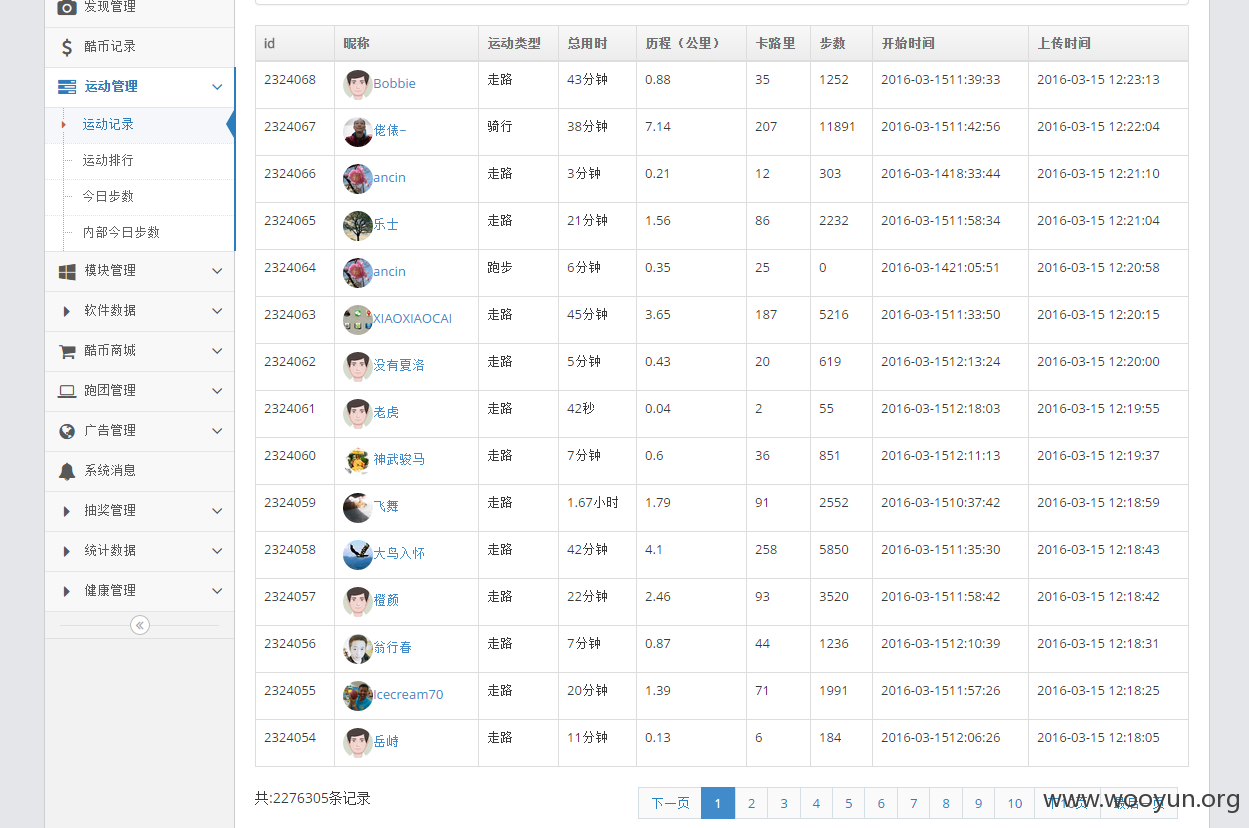 发现管理
酷币记录
运动管理
运动记录
运动排行
今日步数
内部今日步数
模块管理
软件数据
酷币商城
跑团管理
广告管理
系统消息
抽奖管理
统计数据
健康管理
id 昵称 运动类型 总用时 历程（公里） 卡路里 步数 开始时间 上传时间
2324068 Bobbie 走路 43分钟 0.88 35 1252 2016-03-1511:39:33 2016-03-15 12:23:13
2324067 佬俵~ 骑行 38分钟 7.14 207 11891 2016-03-1511:42:56 2016-03-15 12:22:04
2324066 ancin 走路 3分钟 0.21 12 303 2016-03-1418:33:44 2016-03-15 12:21:10
2324065 乐士 走路 21分钟 1.56 86 2232 2016-03-1511:58:34 2016-03-15 12:21:04
2324064 ancin 跑步 6分钟 0.35 25 0 2016-03-1421:05:51 2016-03-15 12:20:58
2324063 XIAOXIAOCAI 走路 45分钟 3.65 187 5216 2016-03-1511:33:50 2016-03-15 12:20:15
2324062 没有夏洛 走路 5分钟 0.43 20 619 2016-03-1512:13:24 2016-03-15 12:20:00
2324061 老虎 走路 42秒 0.04 2 55 2016-03-1512:18:03 2016-03-15 12:19:55
2324060 神武骏马 走路 7分钟 0.6 36 851 2016-03-1512:11:13 2016-03-15 12:19:37
2324059 飞舞 走路 1.67小时 1.79 91 2552 2016-03-1510:37:42 2016-03-15 12:18:59
2324058 大鸟入怀 走路 42分钟 4.1 258 5850 2016-03-1511:35:30 2016-03-15 12:18:43
2324057 橙颜 走路 22分钟 2.46 93 3520 2016-03-1511:58:42 2016-03-15 12:18:42
2324056 翁行春 走路 7分钟 0.87 44 1236 2016-03-1512:10:39 2016-03-15 12:18:31
2324055 Icecream70 走路 20分钟 1.39 71 1991 2016-03-1511:57:26 2016-03-15 12:18:25
2324054 岳峙 走路 11分钟 0.13 6 184 2016-03-1512:06:26 2016-03-15 12:18:05
共:2276305条记录 下一页 1 2 3 4 5 6 7 8 9 10 下10页 最后一页
www.wooyun.org